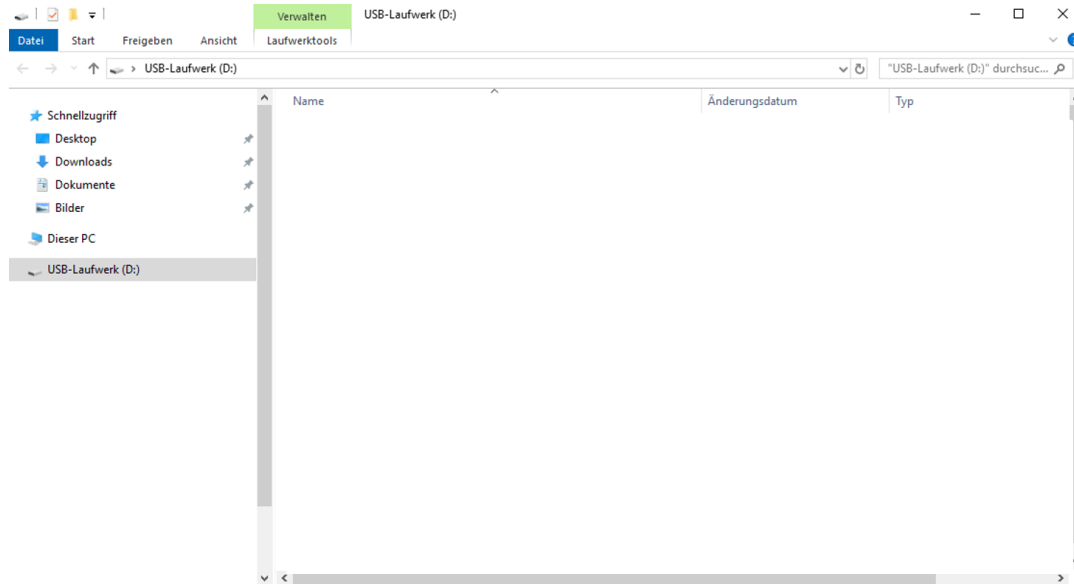 Verwalten USB-Laufwerk (D:)
Datei Start Freigeben Ansicht Laufwerktools
USB-Laufwerk (D:) "USB-Laufwerk (D:)" durchsuc...
Name Änderungsdatum Typ
Schnellzugriff
Desktop
Downloads
Dokumente
Bilder
Dieser PC
USB-Laufwerk (D:)